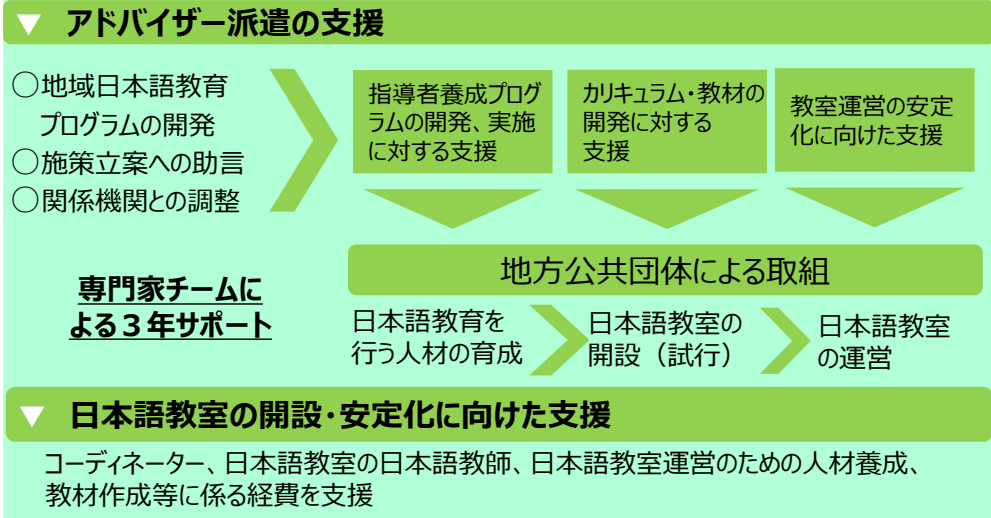 ▼ アドバイザー派遣の支援
○地域日本語教育
プログラムの開発
○施策立案への助言
○関係機関との調整
指導者養成プログ
ラムの開発、実施
に対する支援
カリキュラム・教材の
開発に対する
支援
教室運営の安定
化に向けた支援
専門家チームに
よる３年サポート
地方公共団体による取組
日本語教育を
行う人材の育成
日本語教室の
開設（試行）
日本語教室
の運営
▼ 日本語教室の開設・安定化に向けた支援
コーディネーター、日本語教室の日本語教師、日本語教室運営のための人材養成、
教材作成等に係る経費を支援